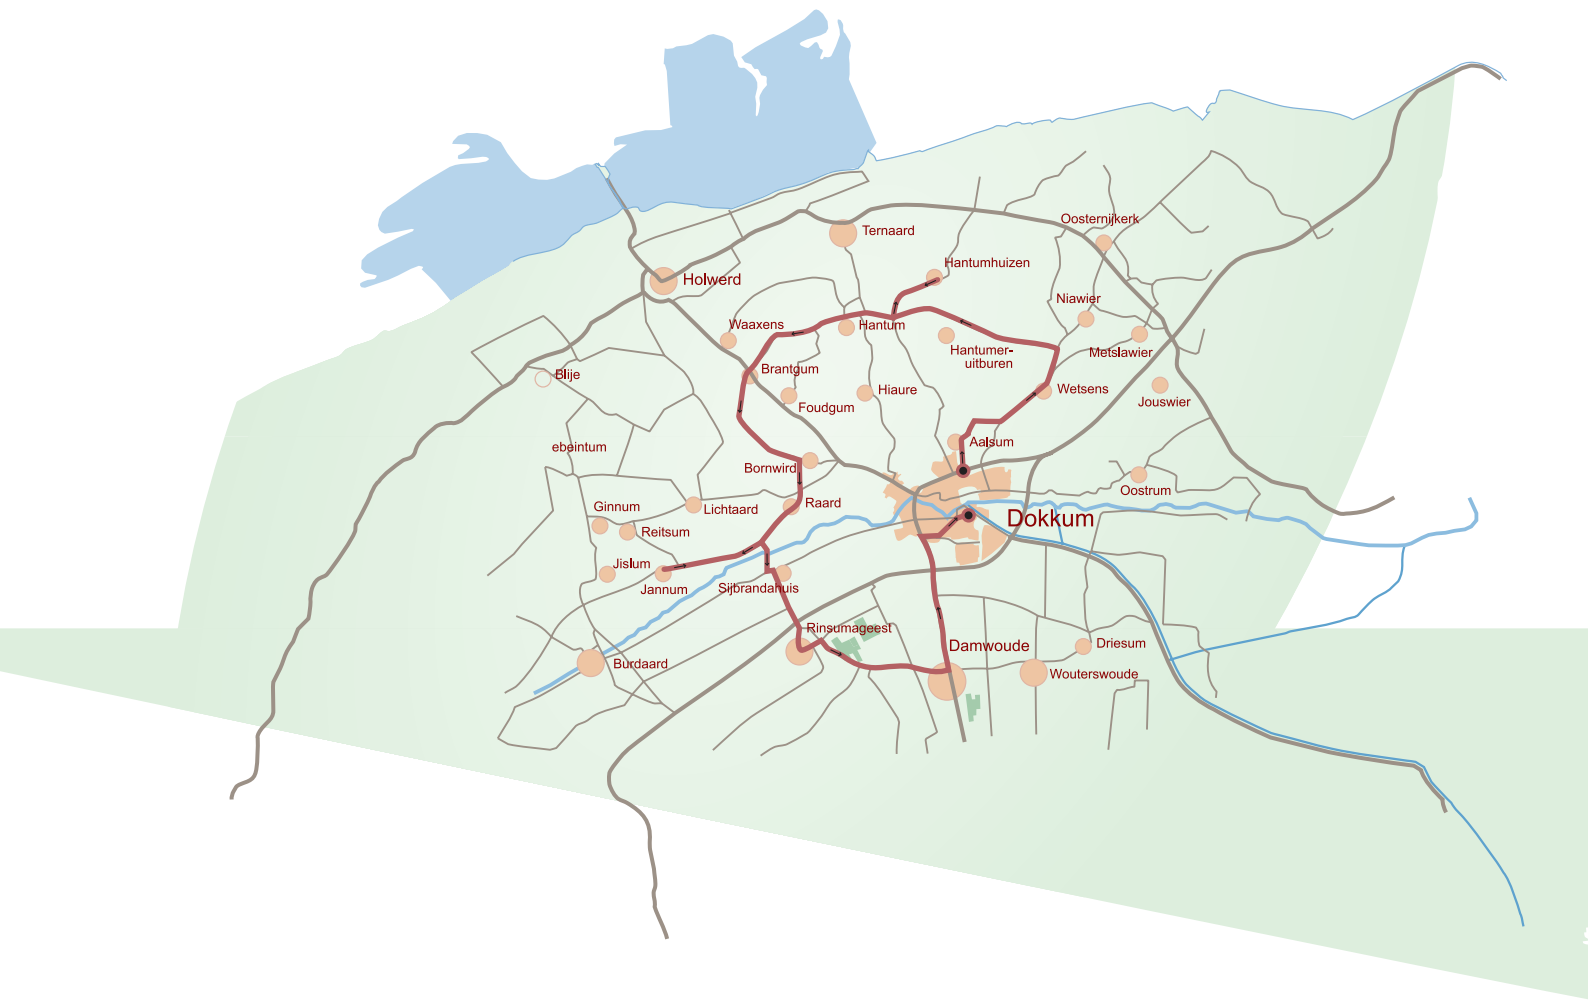 Oosternijkerk
Ternaard
Hantumhuizen
Holwerd
Niawier
Waaxens
Hantum
Hantumer-
uitburen
Metslawier
Brantgum
Blije
Hiaure
Wetsens
Jouswier
Foudgum
Aalsum
ebeintum
Bornwird
Oostrum
Ginnum
Lichtaard
Raard
Dokkum
Reitsum
Jislum
Jannum
Sijbrandahuis
Rinsumageest
Damwoude
Driesum
Burdaard
Wouterswoude